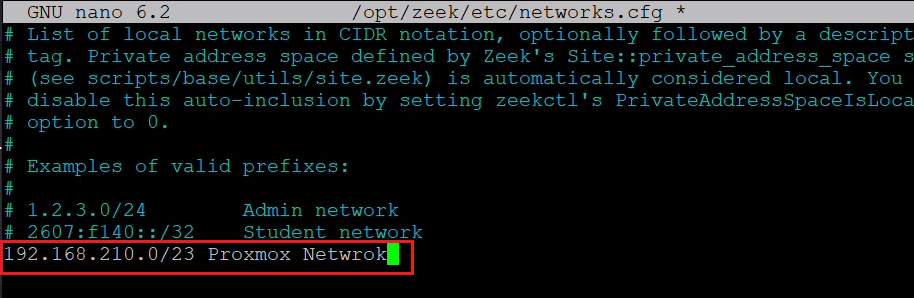 GNU nano 6.2 /opt/zeek/etc/networks.cfg *
# List of local networks in CIDR notation, optionally followed by a descript
# tag. Private address space defined by Zeek's Site::private_address_space s
# (see scripts/base/utils/site.zeek) is automatically considered local. You
# disable this auto-inclusion by setting zeekctl's PrivateAddressSpaceIsLoca
# option to 0.
#
# Examples of valid prefixes:
#
# 1.2.3.0/24 Admin network
# 2607:f140::/32 Student network
192.168.210.0/23 Proxmox Netwrok